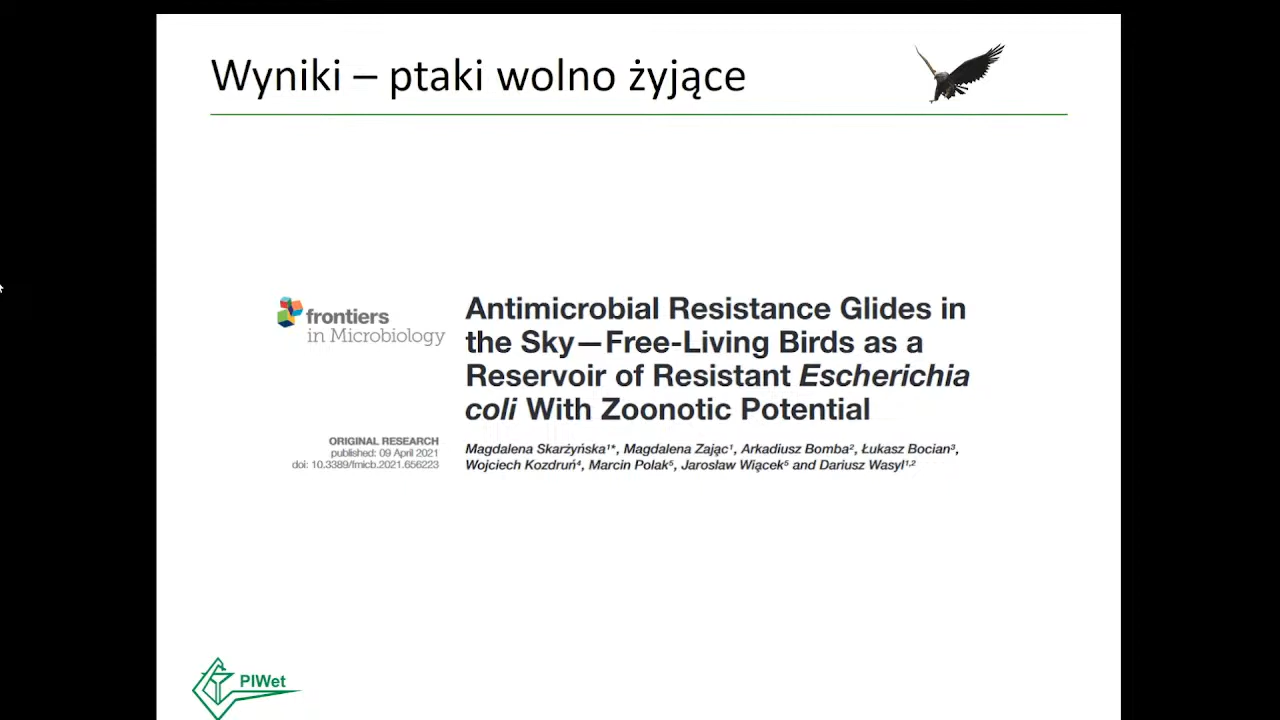 Wyniki – ptaki wolno żyjące
frontiers
in Microbiology
Antimicrobial Resistance Glides in
the Sky—Free-Living Birds as a
Reservoir of Resistant Escherichia
coli With Zoonotic Potential
ORIGINAL RESEARCH
published: 09 April 2021
doi: 10.3389/fmicb.2021.656223
Magdalena Skarżyńska¹*, Magdalena Zając¹, Arkadiusz Bomba², Łukasz Bocian³,
Wojciech Kozdruń⁴, Marcin Polak⁵, Jarosław Wiącek⁵ and Dariusz Wasyl¹,²
PIWet